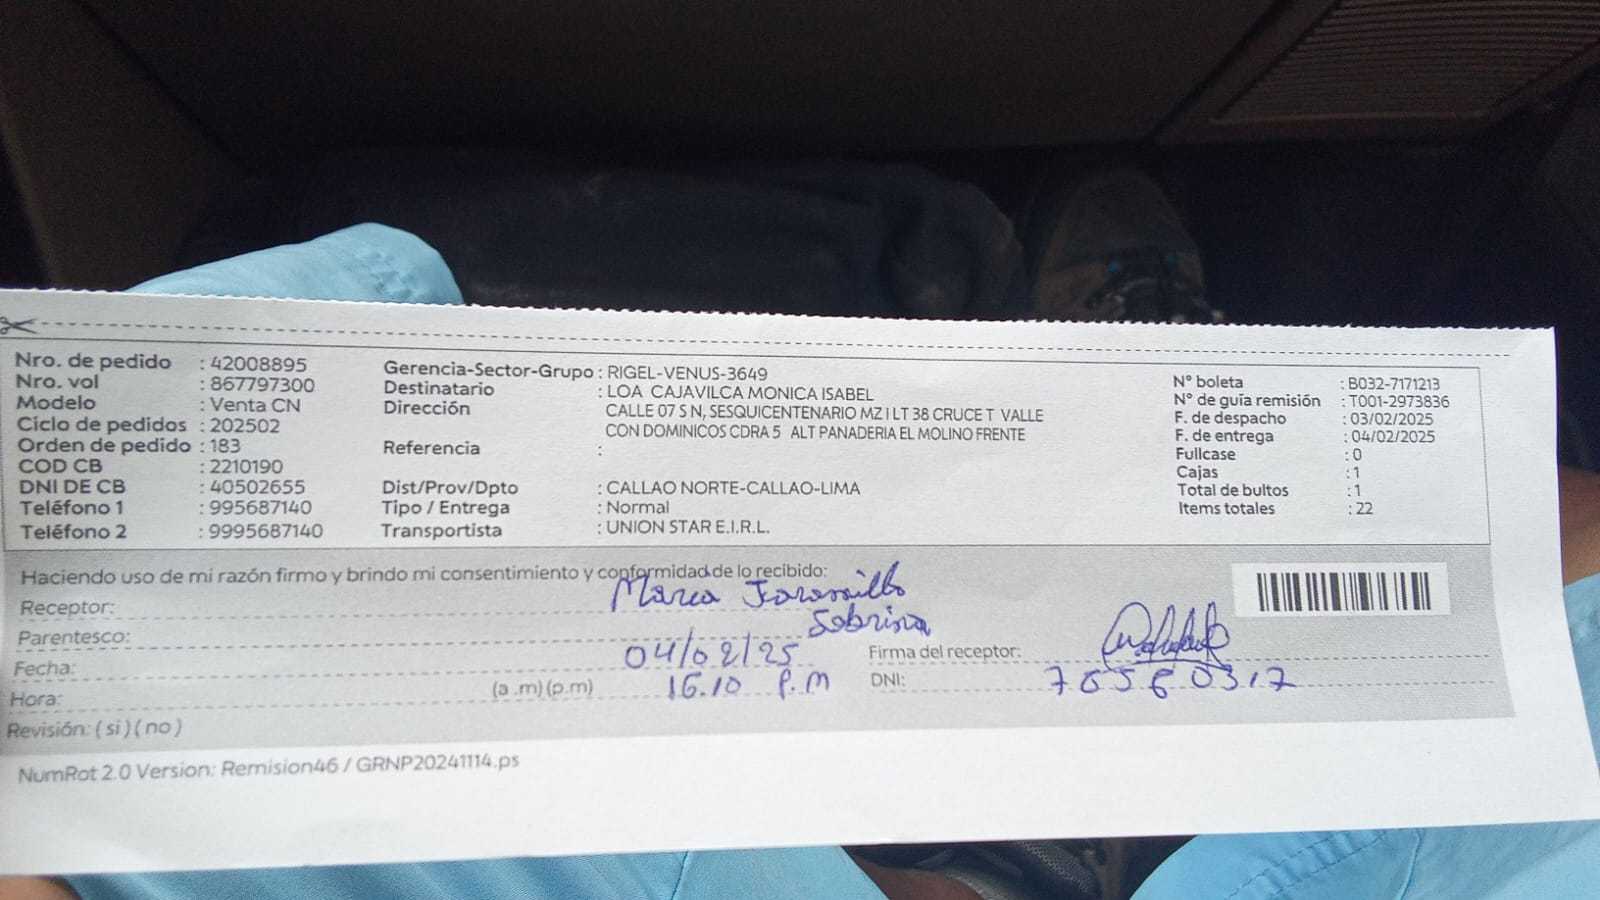 Nro. de pedido : 42008895
Nro. vol : 867797300
Modelo : Venta CN
Ciclo de pedidos : 202502
Orden de pedido : 183
COD CB : 2210190
DNI DE CB : 40502655
Teléfono 1 : 995687140
Teléfono 2 : 9995687140
Gerencia-Sector-Grupo : RIGEL-VENUS-3649
Destinatario : LOA CAJAVILCA MONICA ISABEL
Dirección CALLE 07 S N, SESQUICENTENARIO MZ I LT 38 CRUCE T VALLE
CON DOMINICOS CDRA 5 ALT PANADERIA EL MOLINO FRENTE
Referencia :
Dist/Prov/Dpto : CALLAO NORTE-CALLAO-LIMA
Tipo / Entrega : Normal
Transportista : UNION STAR E.I.R.L.
N° boleta : B032-7171213
N° de guía remisión : T001-2973836
F. de despacho : 03/02/2025
F. de entrega : 04/02/2025
Fullcase : 0
Cajas : 1
Total de bultos : 1
Items totales : 22
Haciendo uso de mi razón firmo y brindo mi consentimiento y conformidad de lo recibido:
Receptor: Maria Jaramillo
Parentesco: Sobrina
Fecha: 04/02/25
Hora: (a .m) (p.m) 16.10 P.M
Revisión: ( si ) ( no )
Firma del receptor:
DNI:
NumRot 2.0 Version: Remision46 / GRNP20241114.ps